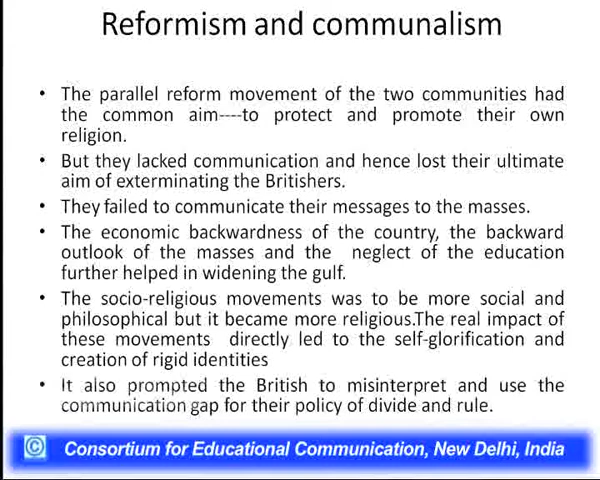 Reformism and communalism
• The parallel reform movement of the two communities had
the common aim----to protect and promote their own
religion.
• But they lacked communication and hence lost their ultimate
aim of exterminating the Britishers.
• They failed to communicate their messages to the masses.
• The economic backwardness of the country, the backward
outlook of the masses and the neglect of the education
further helped in widening the gulf.
• The socio-religious movements was to be more social and
philosophical but it became more religious.The real impact of
these movements directly led to the self-glorification and
creation of rigid identities
• It also prompted the British to misinterpret and use the
communication gap for their policy of divide and rule.
© Consortium for Educational Communication, New Delhi, India